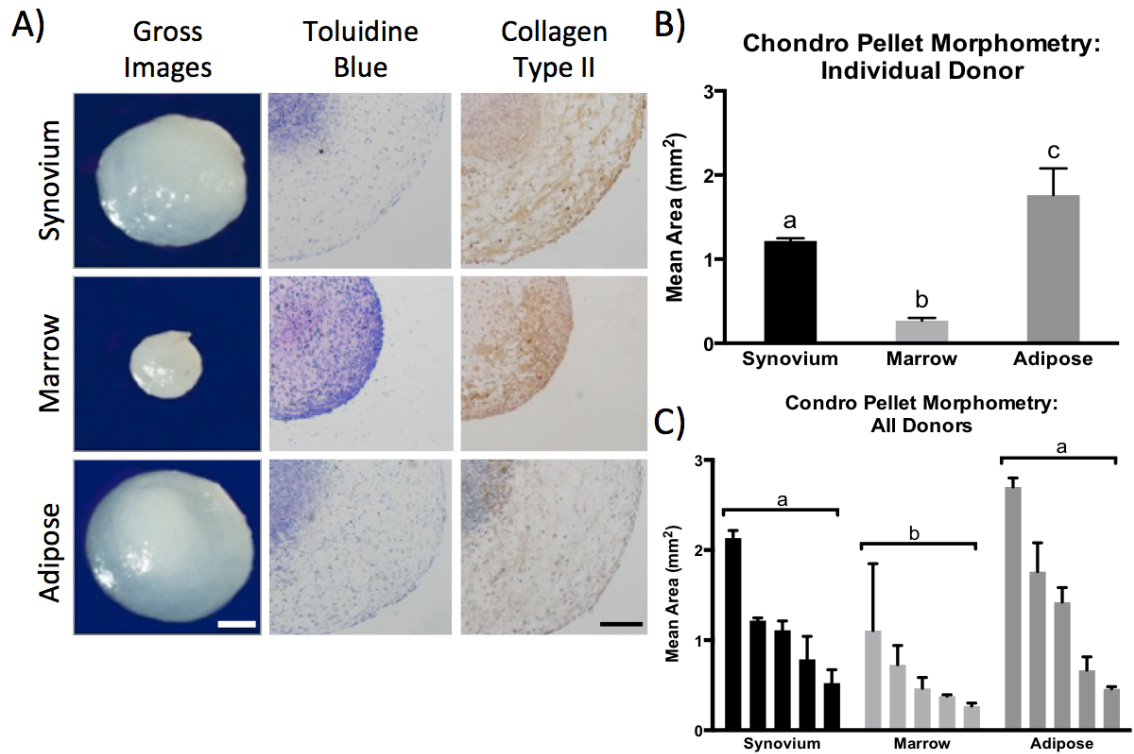 A)
Gross
Images
Toluidine
Blue
Collagen
Type II
Synovium
Marrow
Adipose
B)
Chondro Pellet Morphometry:
Individual Donor
Mean Area (mm²)
3
2
1
0
a
b
c
Synovium
Marrow
Adipose
C)
Condro Pellet Morphometry:
All Donors
Mean Area (mm²)
3
2
1
0
a
b
a
Synovium
Marrow
Adipose